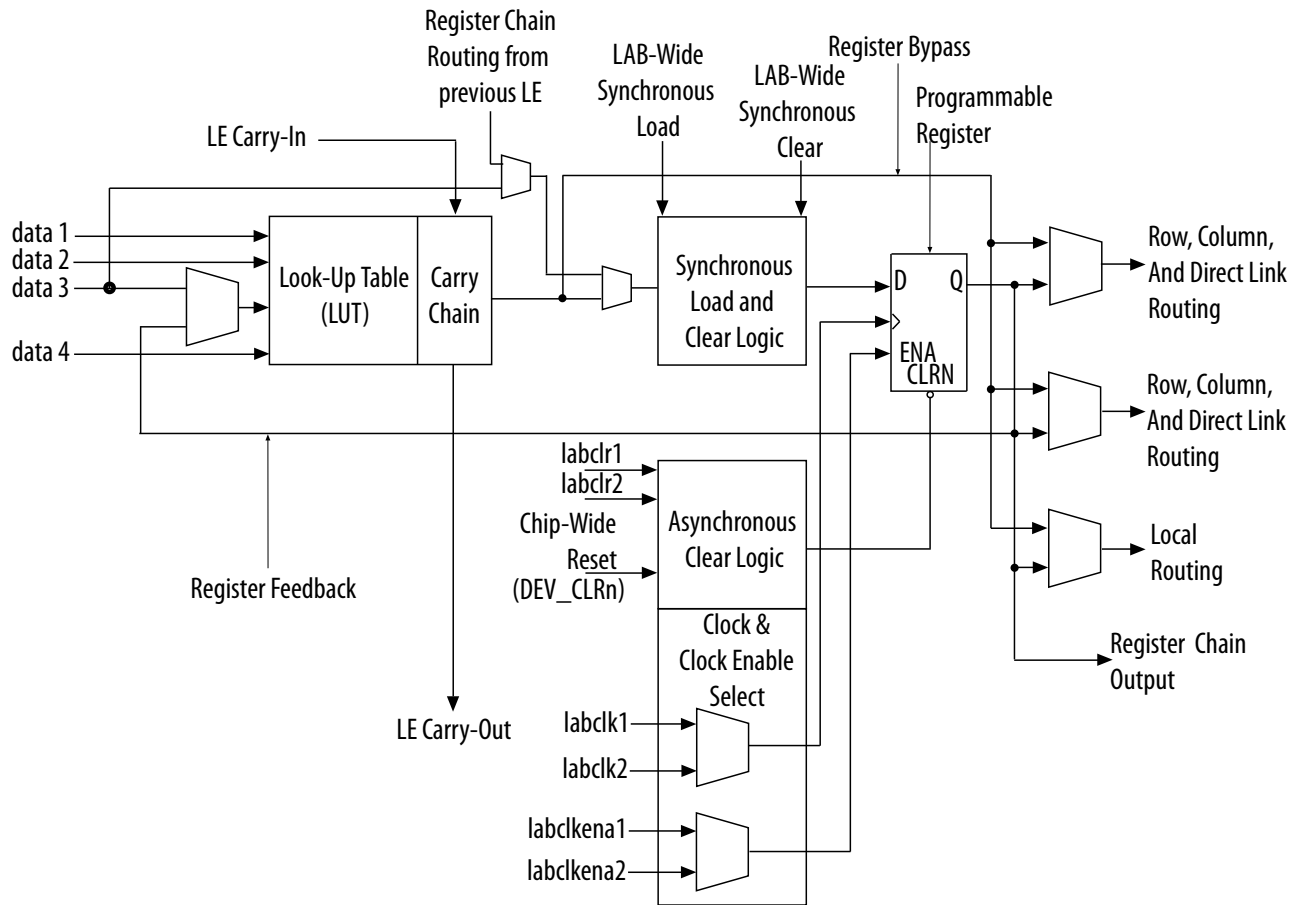 Register Chain
Routing from
previous LE
LAB-Wide
Synchronous
Load
LAB-Wide
Synchronous
Clear
Register Bypass
Programmable
Register
LE Carry-In
data 1
data 2
data 3
data 4
Look-Up Table
(LUT)
Carry
Chain
Synchronous
Load and
Clear Logic
D
Q
ENA
CLRN
Row, Column,
And Direct Link
Routing
Row, Column,
And Direct Link
Routing
Local
Routing
Register Chain
Output
Register Feedback
labclr1
labclr2
Chip-Wide
Reset
(DEV_CLRn)
Asynchronous
Clear Logic
Clock &
Clock Enable
Select
LE Carry-Out
labclk1
labclk2
labclkena1
labclkena2